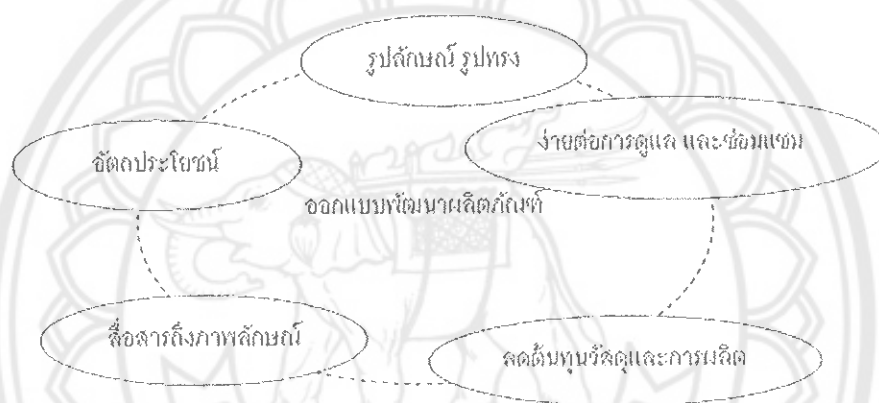 รูปลักษณ์ รูปทรง
ง่ายต่อการดูแล และซ่อมแซม
อัตถประโยชน์
ออกแบบพัฒนาผลิตภัณฑ์
สื่อสารถึงภาพลักษณ์
ลดต้นทุนวัสดุและการผลิต